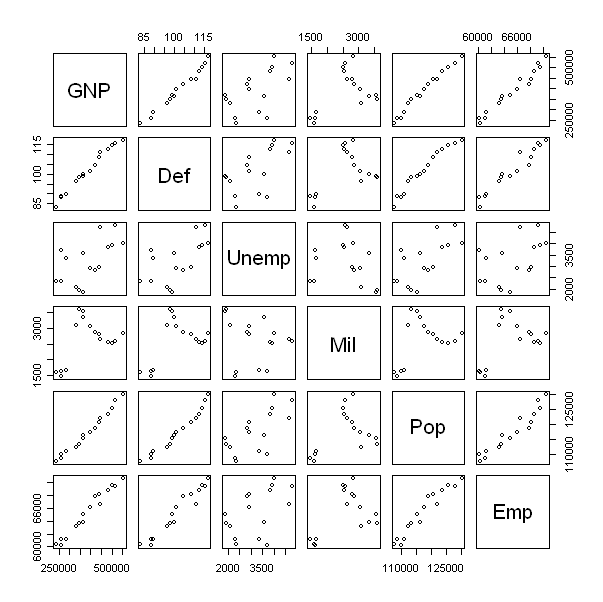 85 100 115 1500 3000 60000 66000
GNP
250000 500000
Def
85 100 115
Unemp
2000 3500
Mil
1500 3000
Pop
110000 125000
Emp
60000 66000
250000 500000 2000 3500 110000 125000